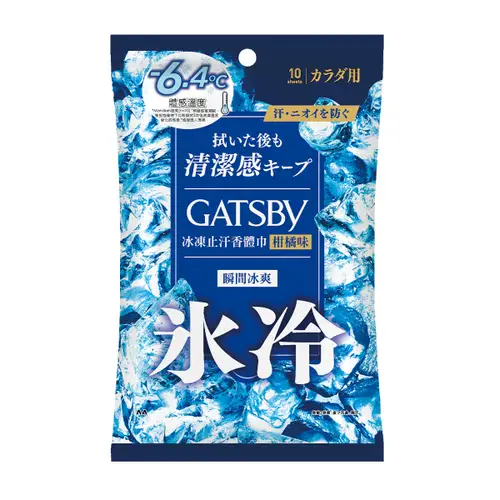 -6.4℃
體感溫度
10 sheets カラダ用
汗・ニオイを防ぐ
拭いた後も
清潔感キープ
GATSBY
冰凍止汗香體巾 柑橘味
瞬間冰爽
氷冷
AA